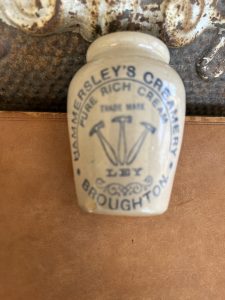 HAMMERSLEY'S CREAMERY
PURE RICH CREAM
TRADE MARK
LEY
BROUGHTON.